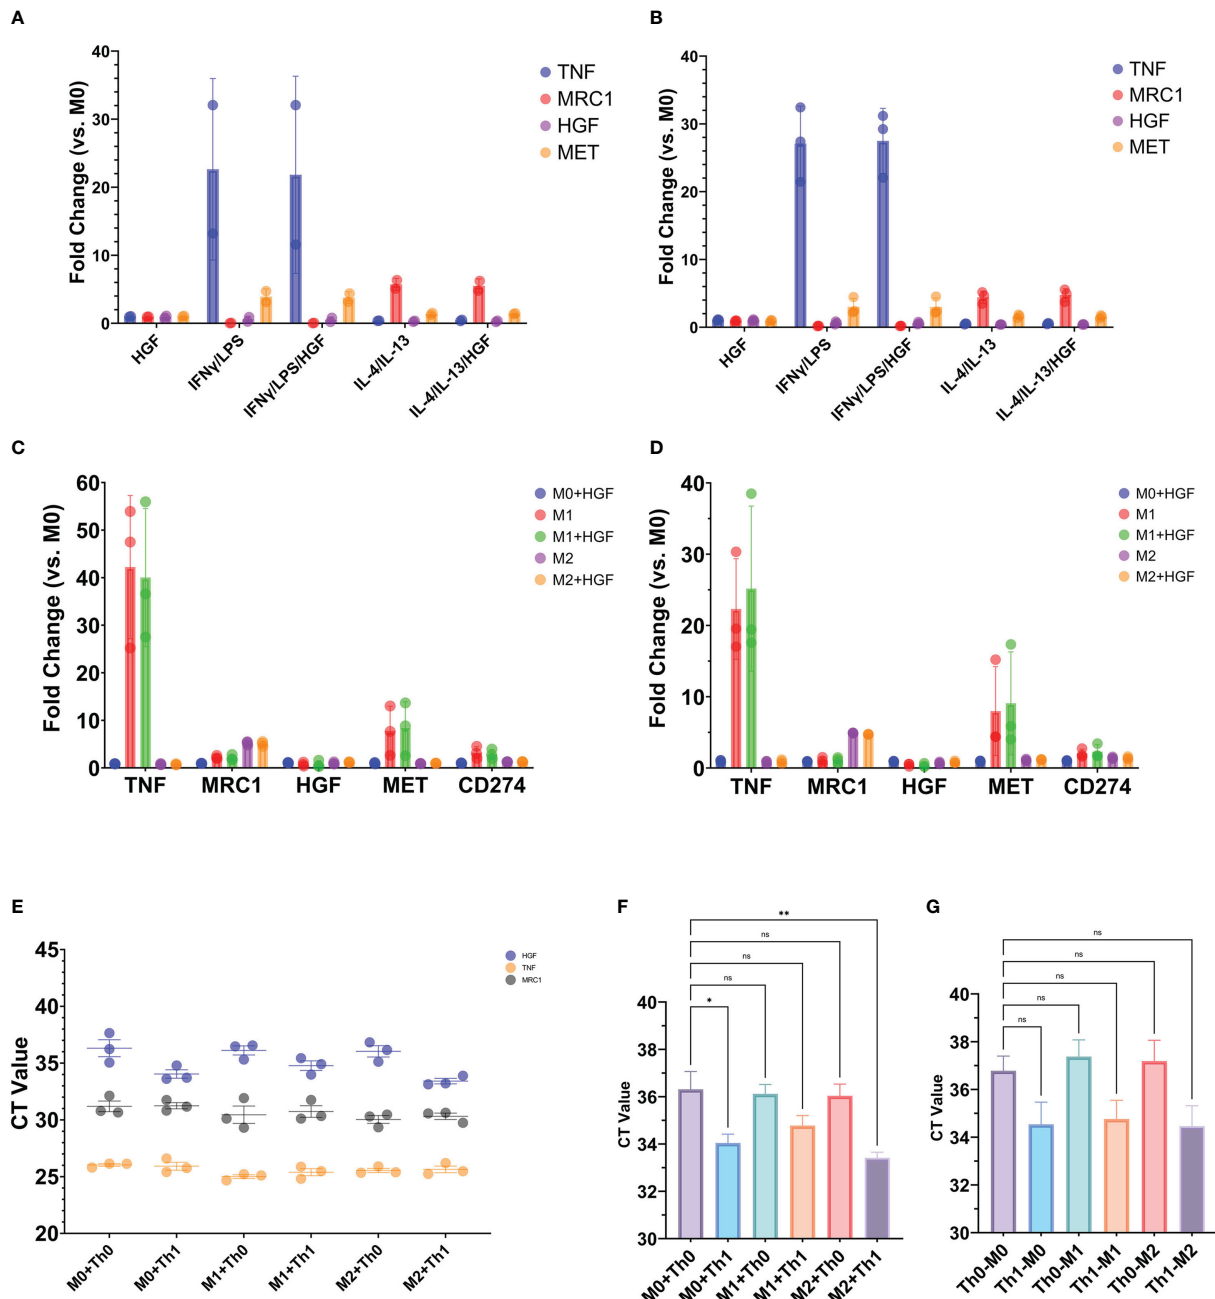 A
Fold Change (vs. M0)
40
30
20
10
0
TNF
MRC1
HGF
MET
HGF
IFNγ/LPS
IFNγ/LPS/HGF
IL-4/IL-13
IL-4/IL-13/HGF
B
Fold Change (vs. M0)
40
30
20
10
0
TNF
MRC1
HGF
MET
HGF
IFNγ/LPS
IFNγ/LPS/HGF
IL-4/IL-13
IL-4/IL-13/HGF
C
Fold Change (vs. M0)
60
50
40
30
20
10
0
M0+HGF
M1
M1+HGF
M2
M2+HGF
TNF MRC1 HGF MET CD274
D
Fold Change (vs. M0)
40
30
20
10
0
M0+HGF
M1
M1+HGF
M2
M2+HGF
TNF MRC1 HGF MET CD274
E
CT Value
45
40
35
30
25
20
HGF
TNF
MRC1
M0+Th0
M0+Th1
M1+Th0
M1+Th1
M2+Th0
M2+Th1
F
**
ns
ns
ns
*
CT Value
40
38
36
34
32
30
M0+Th0
M0+Th1
M1+Th0
M1+Th1
M2+Th0
M2+Th1
G
ns
ns
ns
ns
ns
CT Value
40
38
36
34
32
30
Th0-M0
Th1-M0
Th0-M1
Th1-M1
Th0-M2
Th1-M2